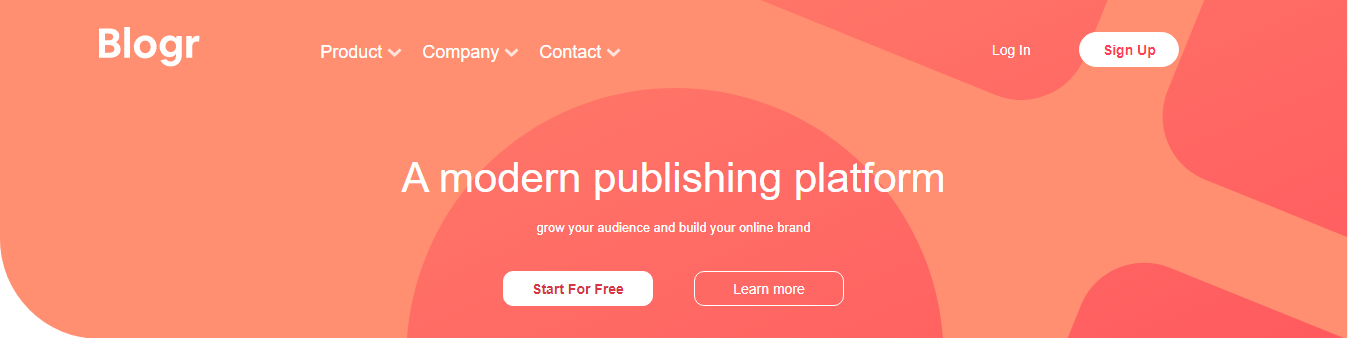 Blogr
Product Company Contact Log In Sign Up
A modern publishing platform
grow your audience and build your online brand
Start For Free Learn more